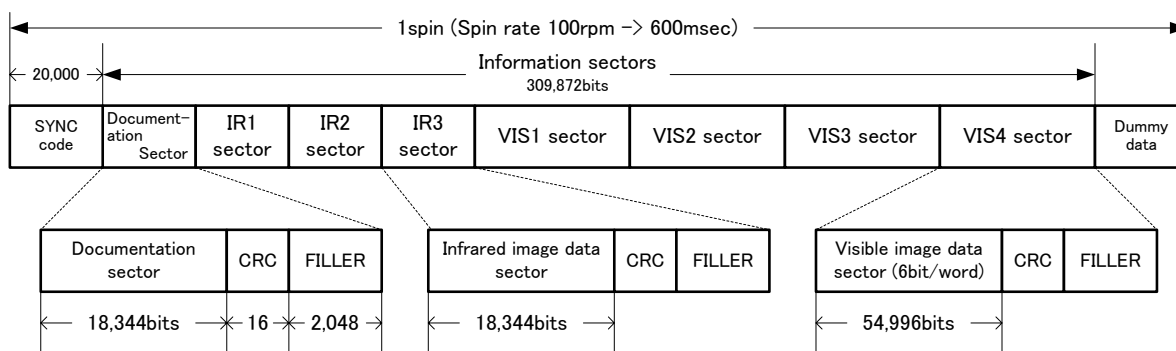 1spin (Spin rate 100rpm -> 600msec)
20,000
Information sectors
309,872bits
SYNC
code
Document-
ation
Sector
IR1
sector
IR2
sector
IR3
sector
VIS1 sector
VIS2 sector
VIS3 sector
VIS4 sector
Dummy
data
Documentation
sector
CRC
FILLER
Infrared image data
sector
CRC
FILLER
Visible image data
sector (6bit/word)
CRC
FILLER
18,344bits
16
2,048
18,344bits
54,996bits